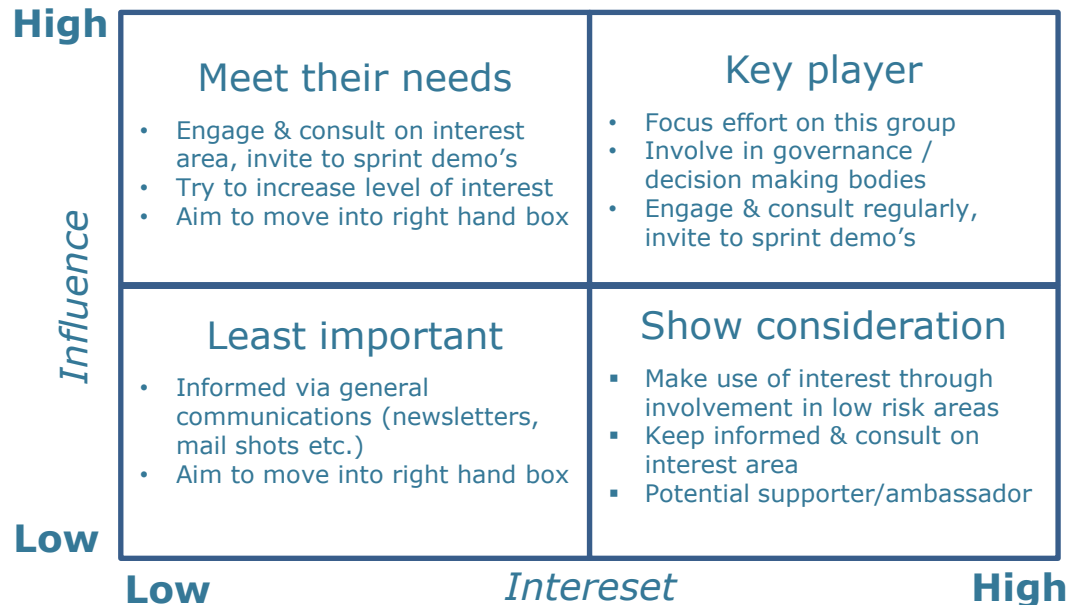 High
Meet their needs
• Engage & consult on interest
area, invite to sprint demo’s
• Try to increase level of interest
• Aim to move into right hand box
Key player
• Focus effort on this group
• Involve in governance /
decision making bodies
• Engage & consult regularly,
invite to sprint demo’s
Influence
Least important
• Informed via general
communications (newsletters,
mail shots etc.)
• Aim to move into right hand box
Show consideration
▪ Make use of interest through
involvement in low risk areas
▪ Keep informed & consult on
interest area
▪ Potential supporter/ambassador
Low
Low
Intereset
High